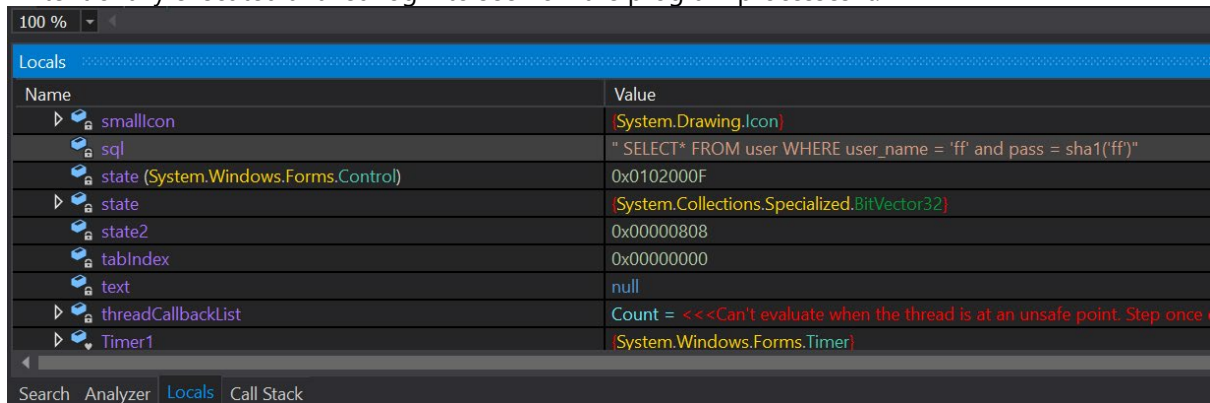 100 %
Locals
Name Value
smallIcon {System.Drawing.Icon}
sql " SELECT* FROM user WHERE user_name = 'ff' and pass = sha1('ff')"
state (System.Windows.Forms.Control) 0x0102000F
state {System.Collections.Specialized.BitVector32}
state2 0x00000808
tabIndex 0x00000000
text null
threadCallbackList Count = <<<Can't evaluate when the thread is at an unsafe point. Step once
Timer1 {System.Windows.Forms.Timer}
Search Analyzer Locals Call Stack